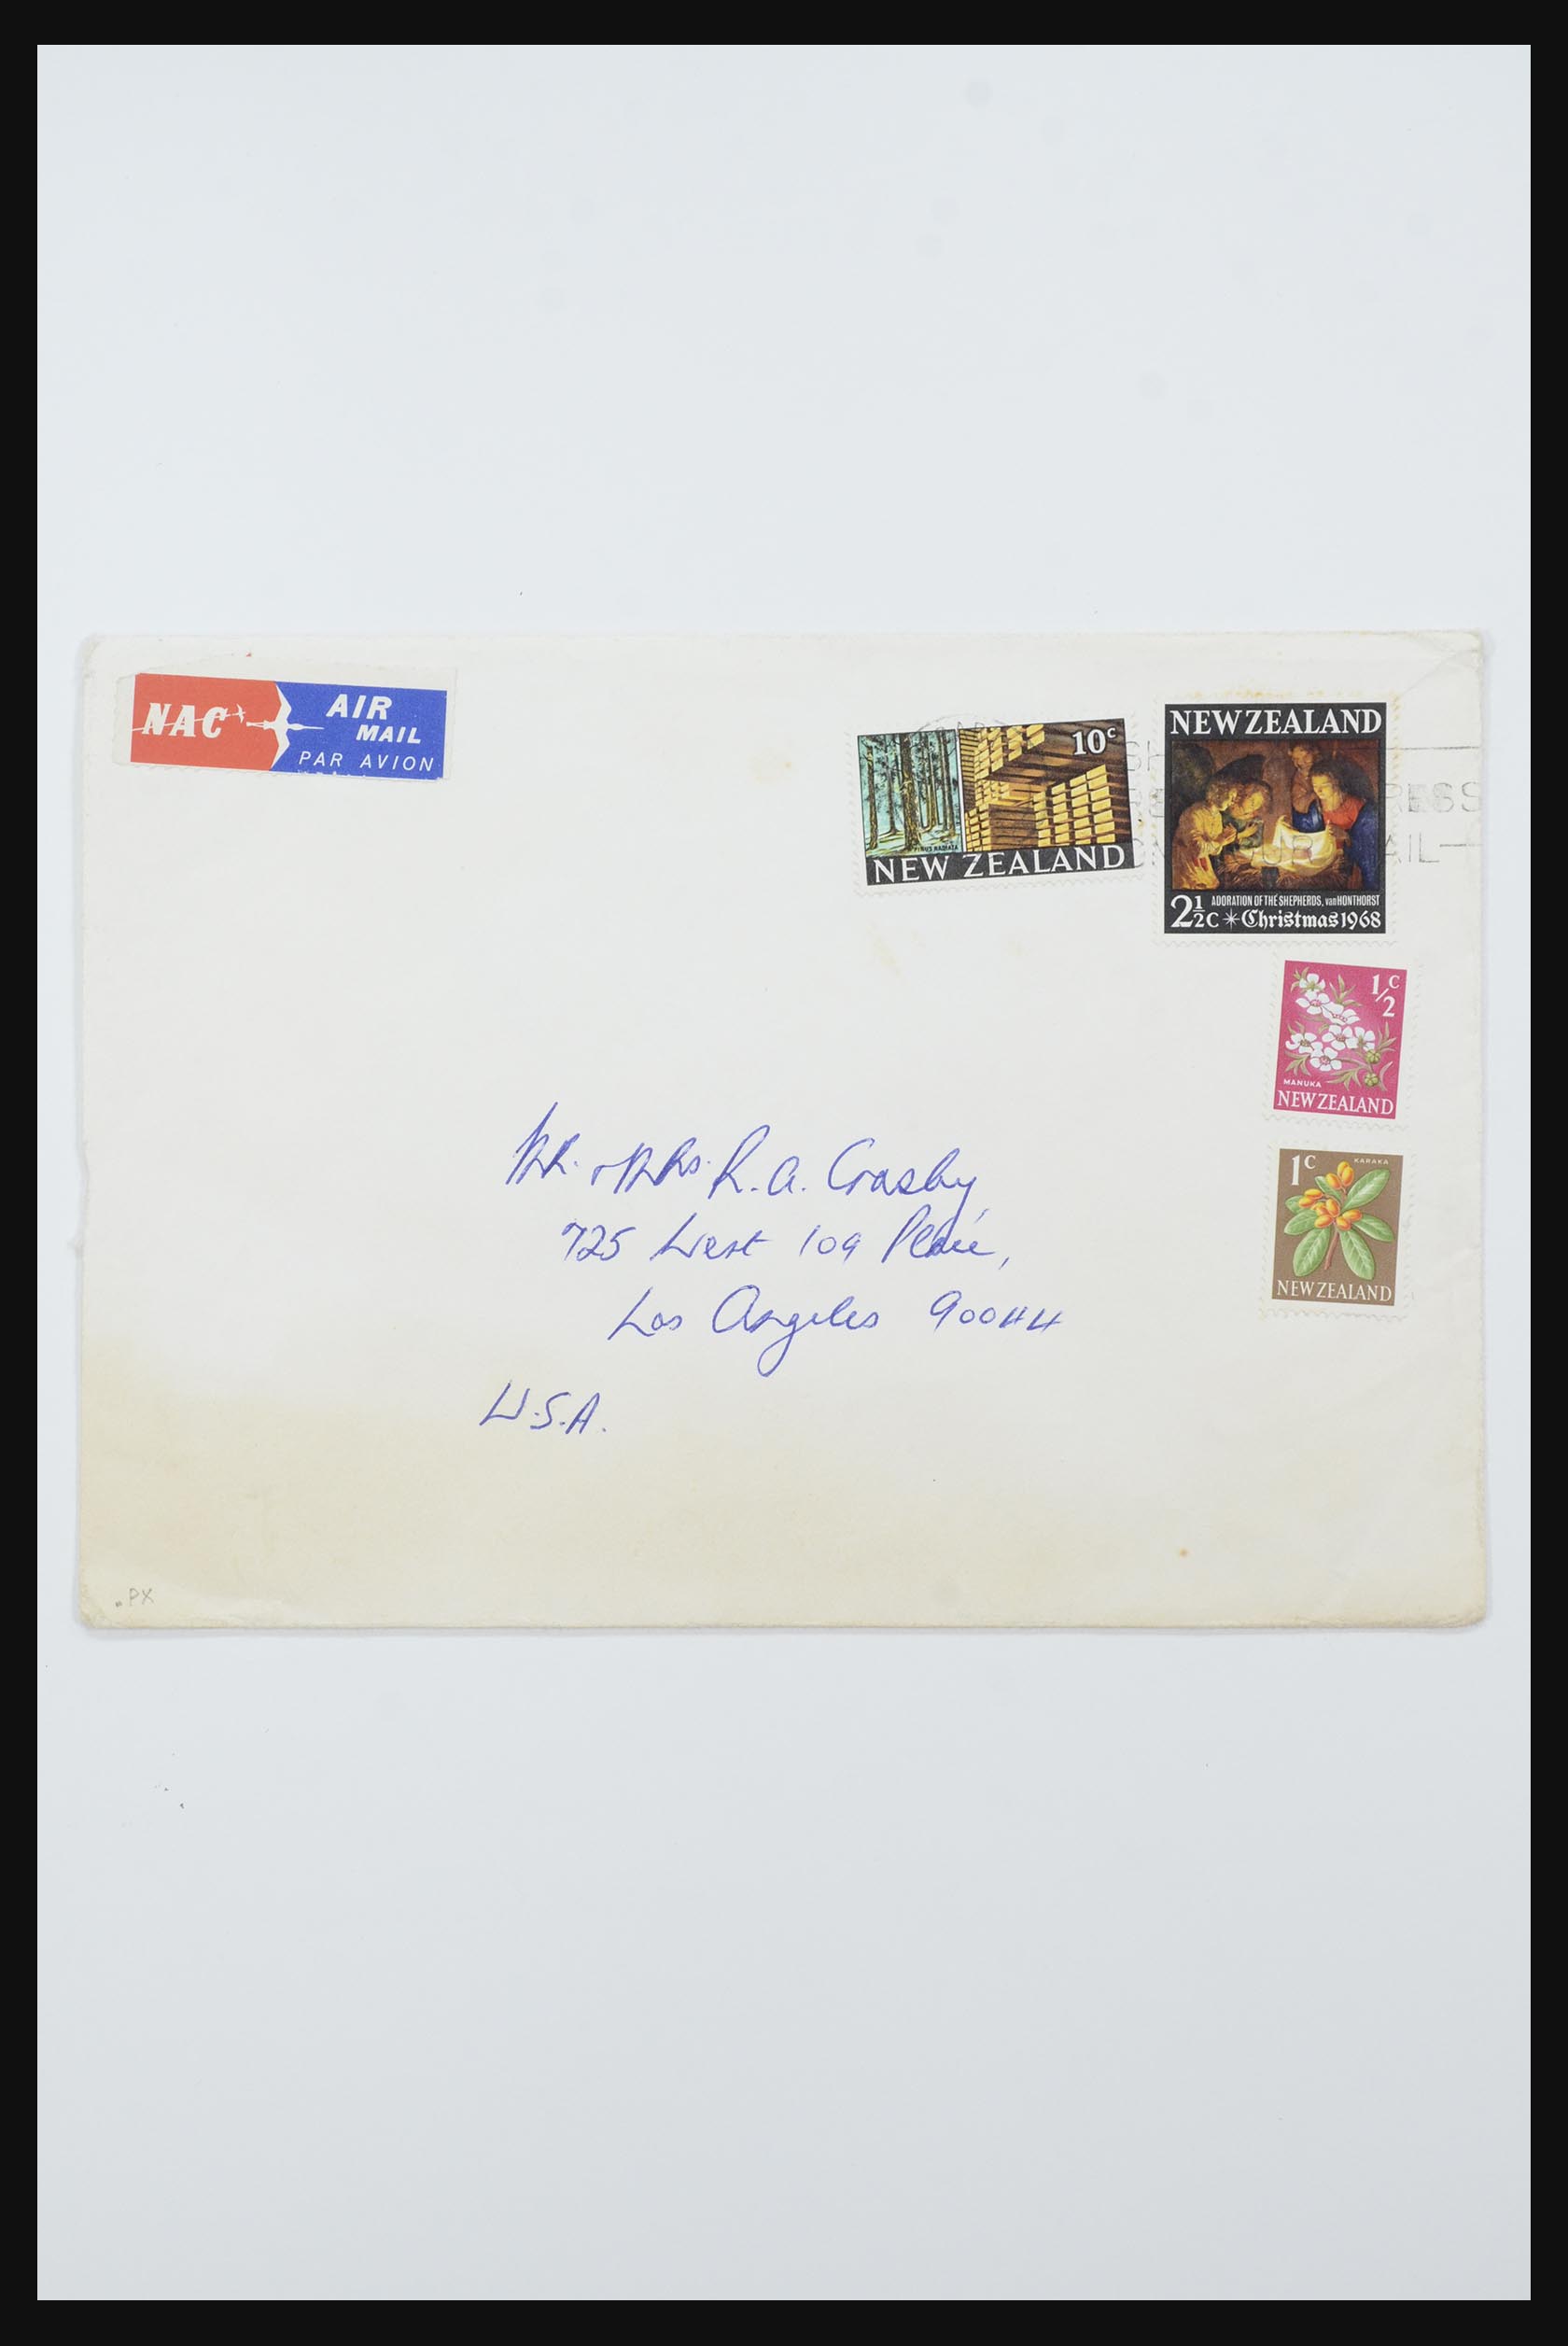 NAC AIR
MAIL
PAR AVION
10c
PINUS RADIATA
NEW ZEALAND
NEW ZEALAND
ADORATION OF THE SHEPHERDS, van HONTHORST
2½c ✳ Christmas 1968
½c
MANUKA
NEW ZEALAND
1c KARAKA
NEW ZEALAND
Mr. & Mrs. R. A. Crosby,
725 West 109 Place,
Los Angeles 90044
U.S.A.
.PX